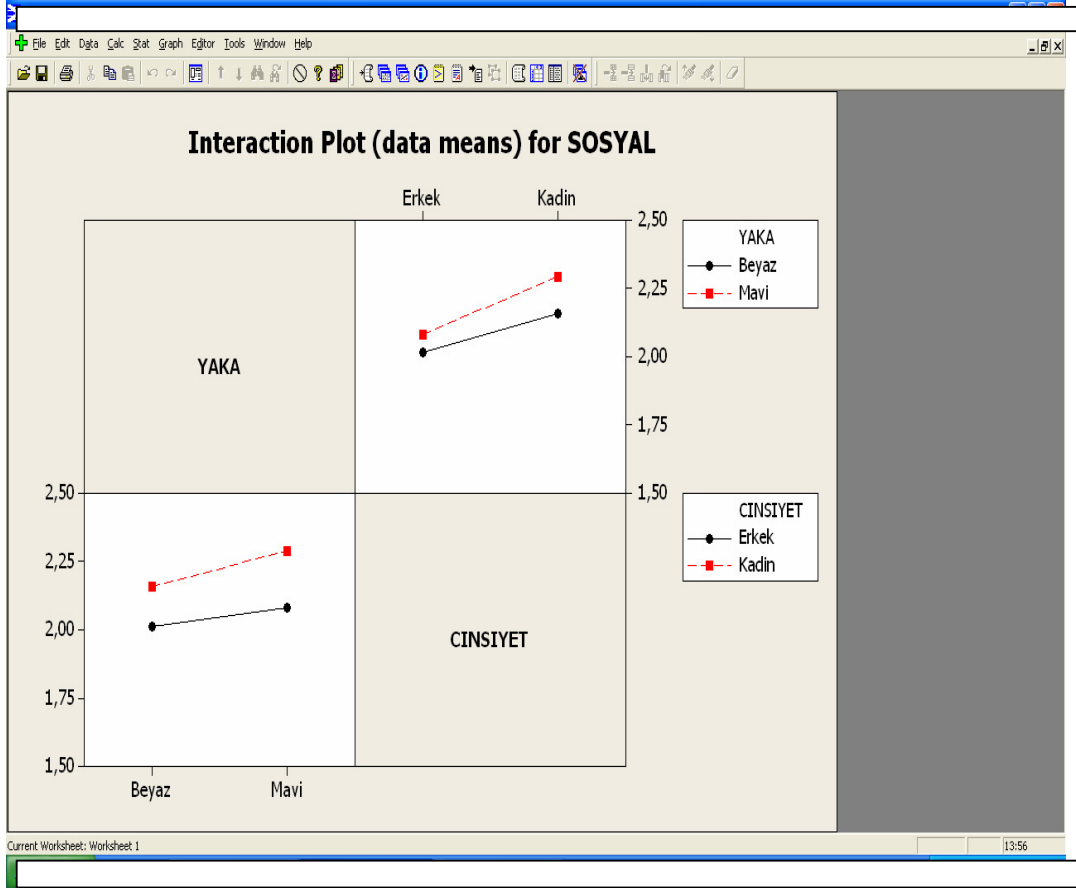 File Edit Data Calc Stat Graph Editor Tools Window Help
Interaction Plot (data means) for SOSYAL
Erkek Kadin
2,50
2,25
2,00
1,75
1,50
YAKA
Beyaz
Mavi
YAKA
2,50
2,25
2,00
1,75
1,50
CINSIYET
Erkek
Kadin
CINSIYET
Beyaz Mavi
Current Worksheet: Worksheet 1
13:56